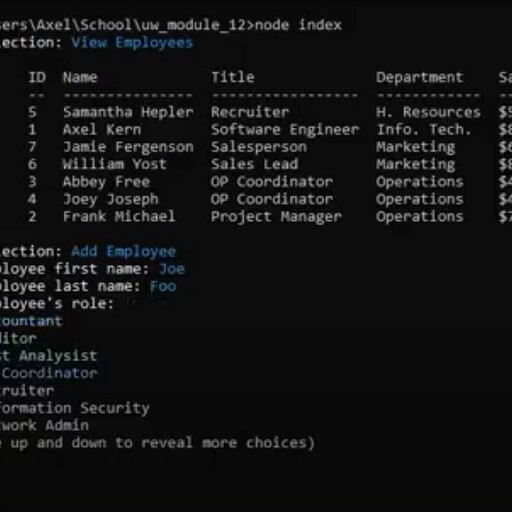 sers\Axel\School\uw_module_12>node index
ection: View Employees
ID Name Title Department Sa
-- ----------------- ----------------- ------------ --
5 Samantha Hepler Recruiter H. Resources $9
1 Axel Kern Software Engineer Info. Tech. $8
7 Jamie Fergenson Salesperson Marketing $6
6 William Yost Sales Lead Marketing $8
3 Abbey Free OP Coordinator Operations $4
4 Joey Joseph OP Coordinator Operations $4
2 Frank Michael Project Manager Operations $7
ection: Add Employee
ployee first name: Joe
ployee last name: Foo
ployee's role:
ountant
itor
t Analysist
Coordinator
ruiter
formation Security
work Admin
e up and down to reveal more choices)